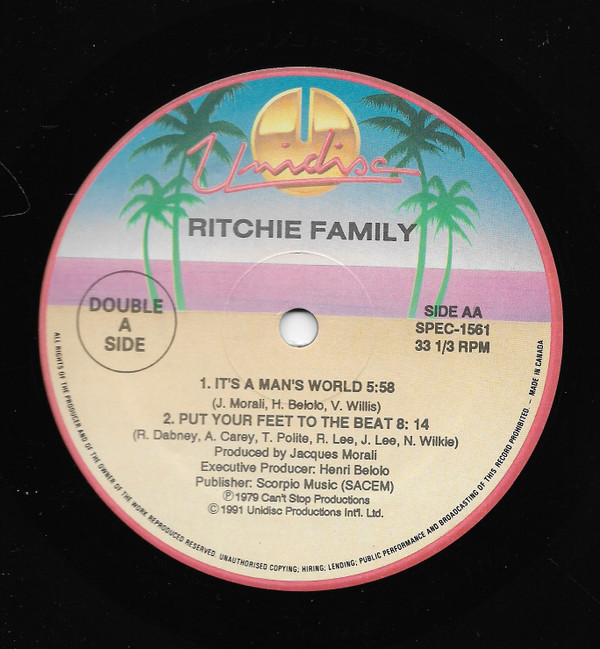 Unidisc
RITCHIE FAMILY
DOUBLE
A
SIDE
SIDE AA
SPEC-1561
33 1/3 RPM
1. IT'S A MAN'S WORLD 5:58
(J. Morali, H. Belolo, V. Willis)
2. PUT YOUR FEET TO THE BEAT 8: 14
(R. Dabney, A. Carey, T. Polite, R. Lee, J. Lee, N. Wilkie)
Produced by Jacques Morali
Executive Producer: Henri Belolo
Publisher: Scorpio Music (SACEM)
Ⓟ1979 Can't Stop Productions
©1991 Unidisc Productions Int'l. Ltd.
ALL RIGHTS OF THE PRODUCER AND OF THE OWNER OF THE WORK REPRODUCED RESERVED. UNAUTHORISED COPYING; HIRING; LENDING; PUBLIC PERFORMANCE AND BROADCASTING OF THIS RECORD PROHIBITED. – MADE IN CANADA